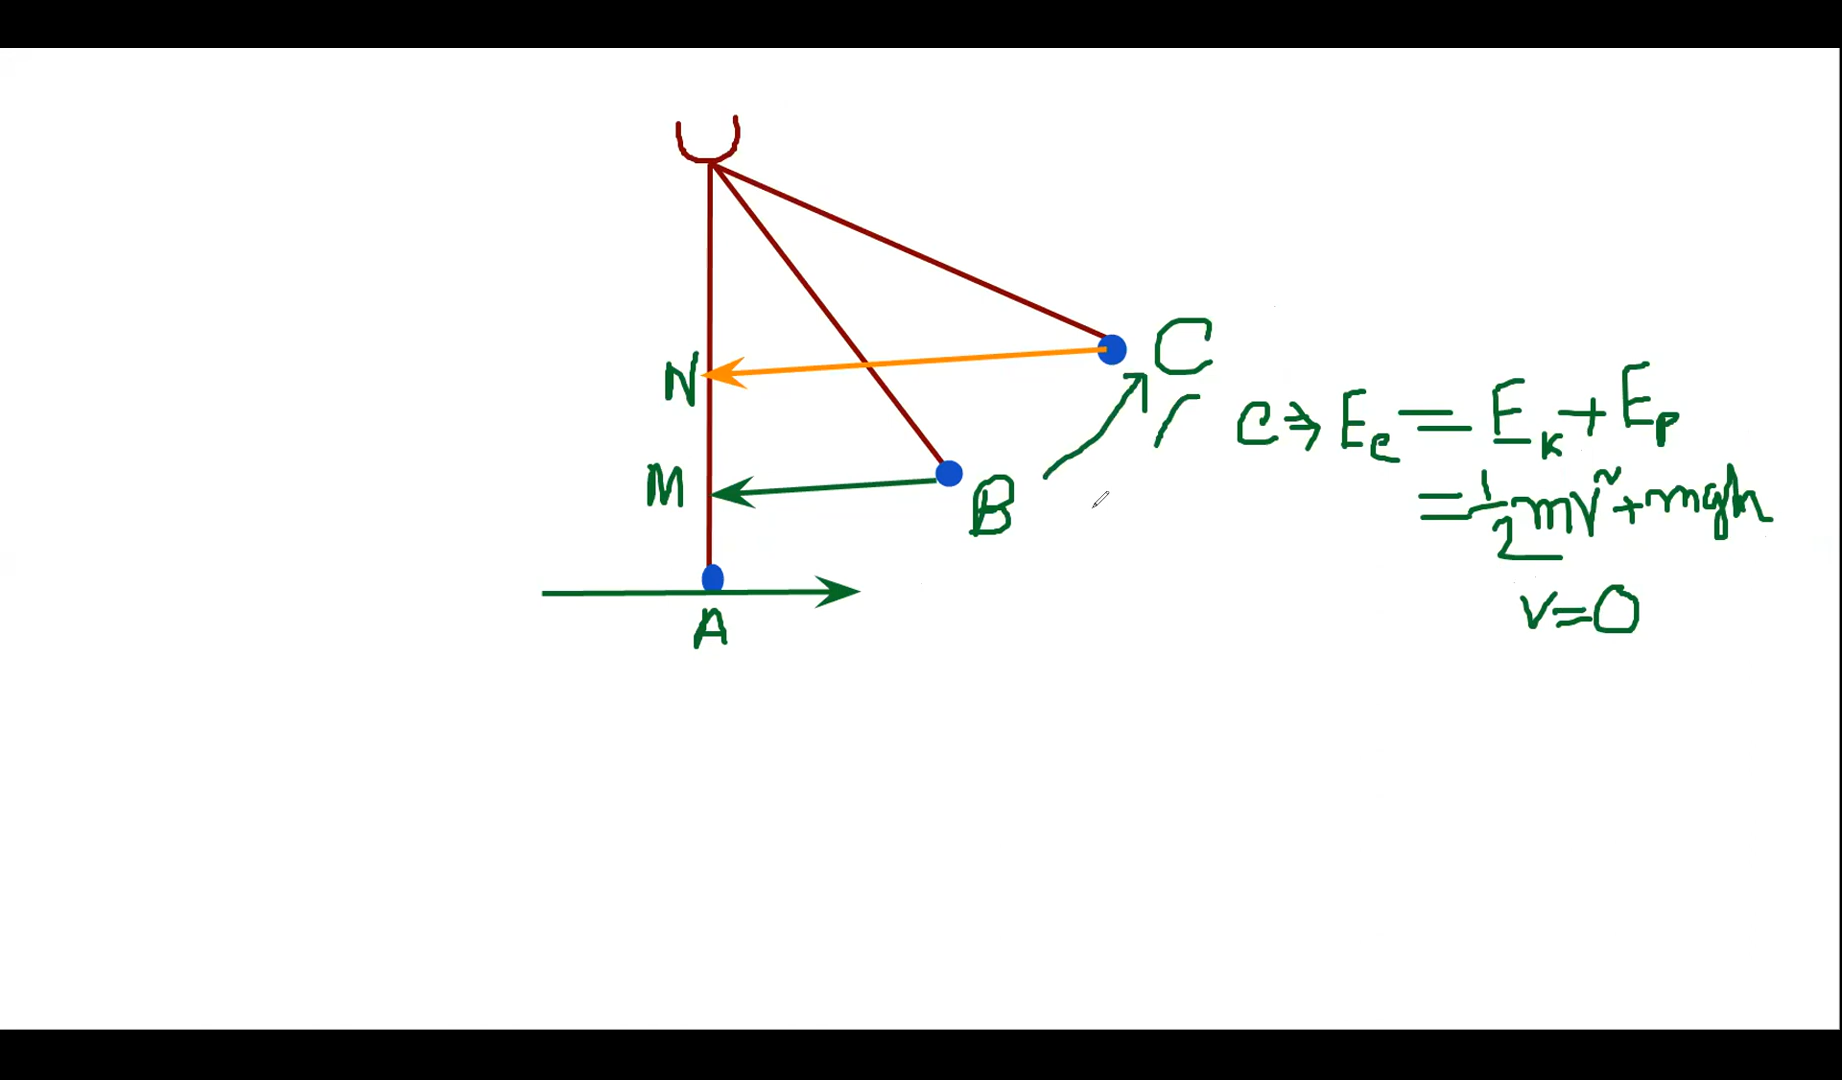 N
C
C → E_C = E_K + E_P
M
B
= 1/2 mv² + mgh
A
v = 0